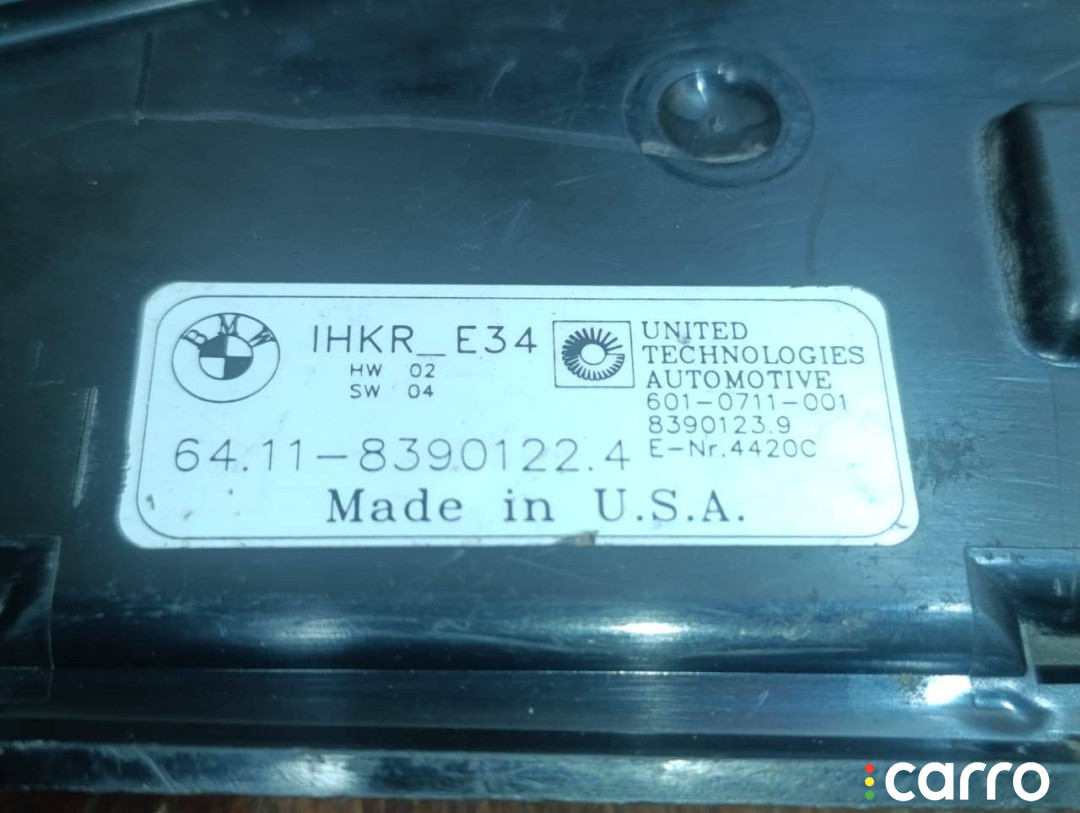 BMW
IHKR_E34
HW 02
SW 04
64.11-8390122.4
UNITED
TECHNOLOGIES
AUTOMOTIVE
601-0711-001
8390123.9
E-Nr.4420C
Made in U.S.A.
carro